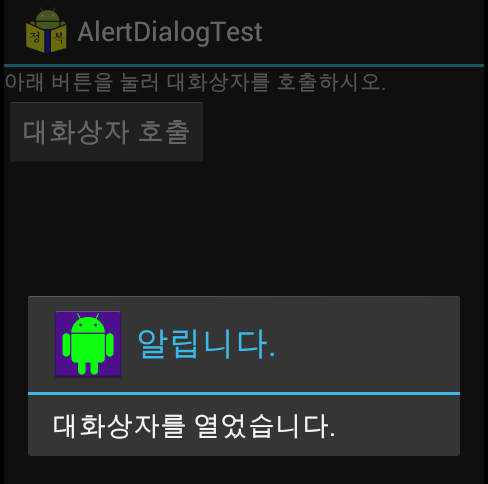 정 복
AlertDialogTest
아래 버튼을 눌러 대화상자를 호출하시오.
대화상자 호출
알립니다.
대화상자를 열었습니다.